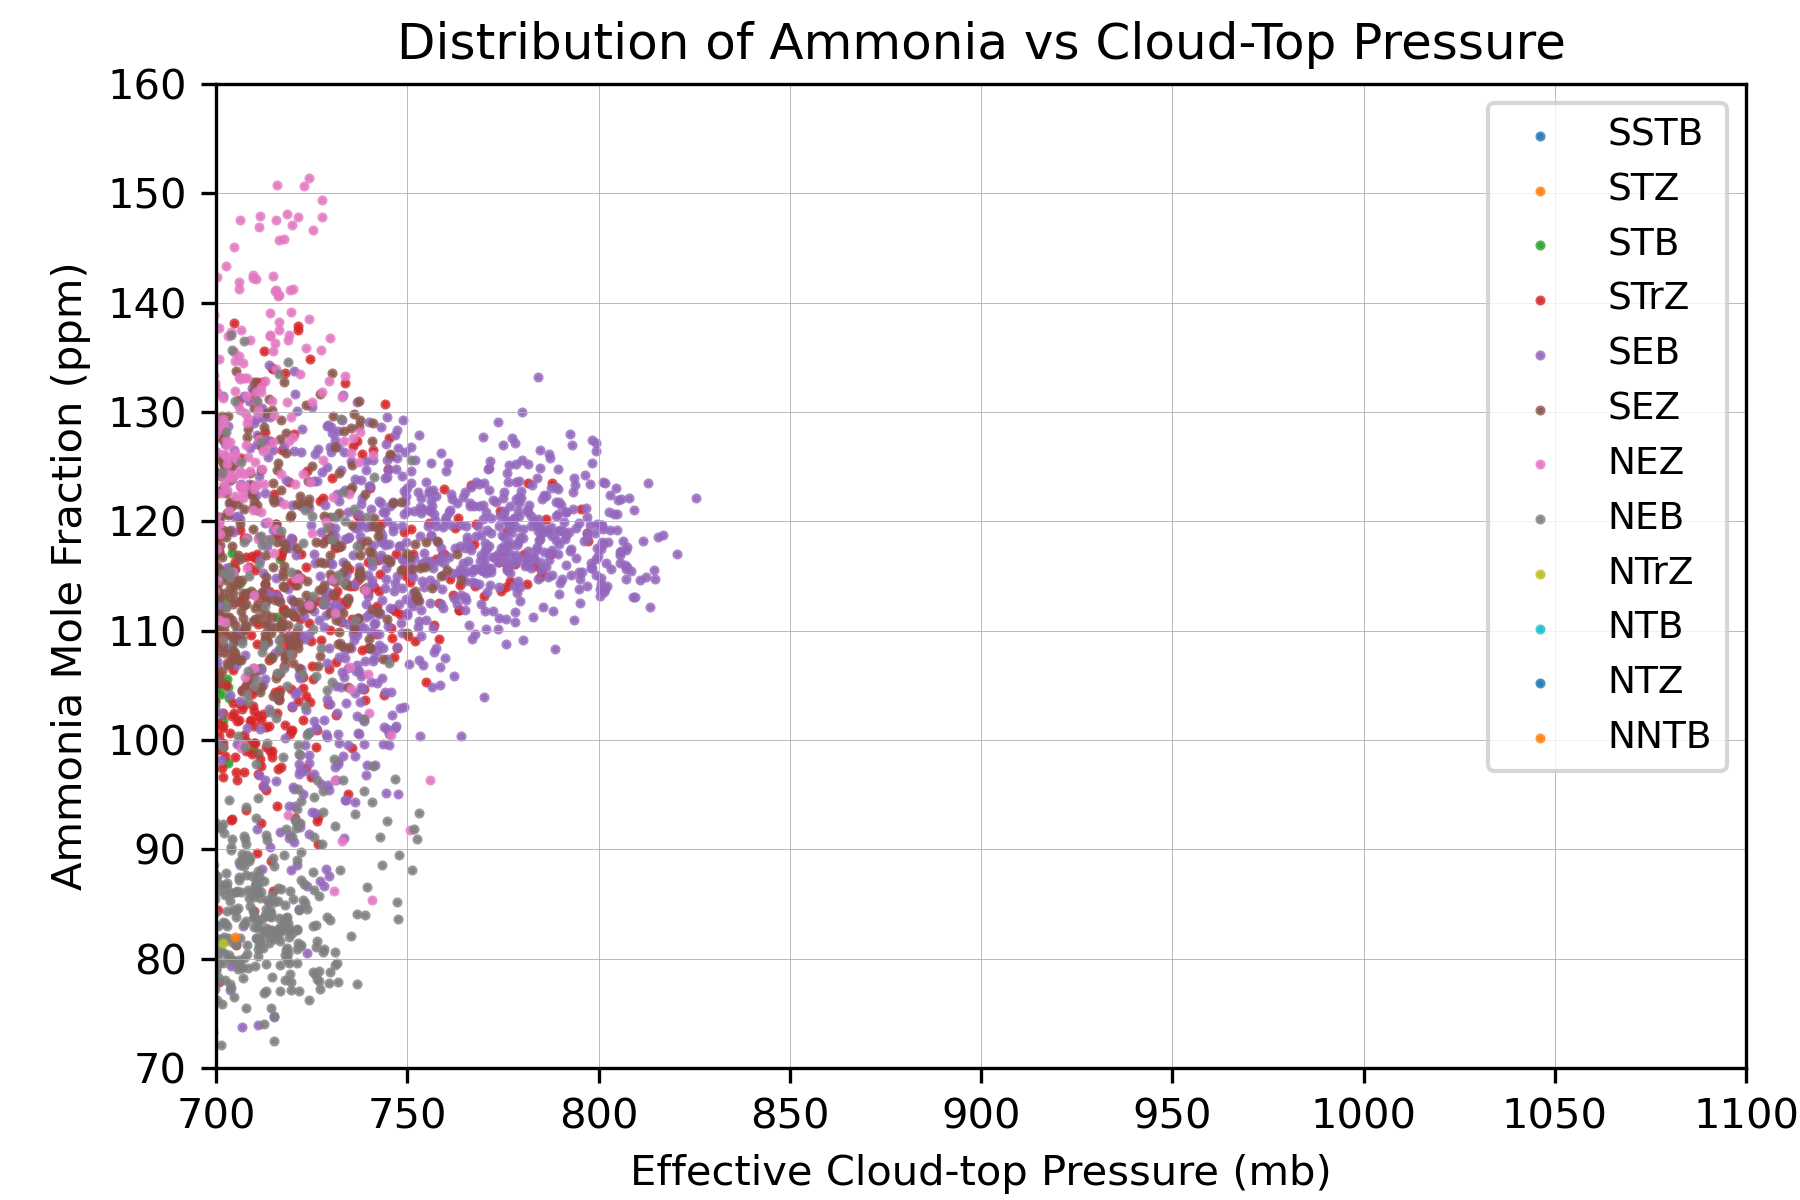 Distribution of Ammonia vs Cloud-Top Pressure
160
150
140
130
120
110
100
90
80
70
Ammonia Mole Fraction (ppm)
SSTB
STZ
STB
STrZ
SEB
SEZ
NEZ
NEB
NTrZ
NTB
NTZ
NNTB
700 750 800 850 900 950 1000 1050 1100
Effective Cloud-top Pressure (mb)